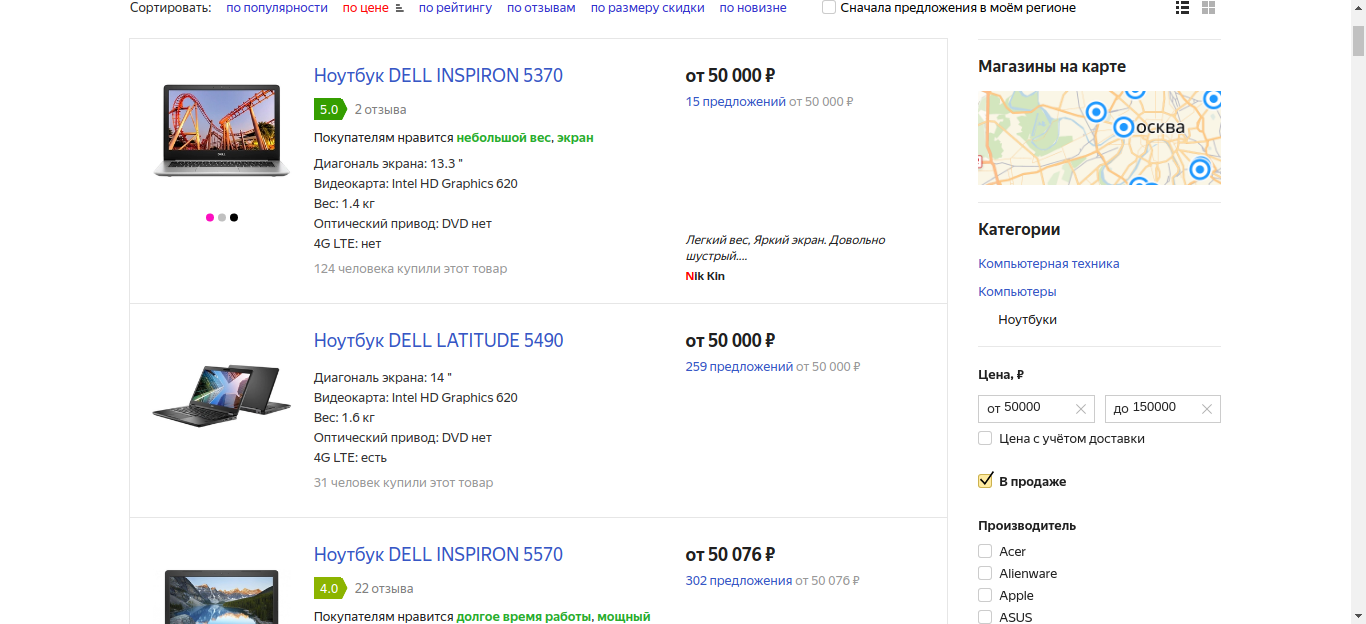 Сортировать: по популярности по цене по рейтингу по отзывам по размеру скидки по новизне Сначала предложения в моём регионе
Ноутбук DELL INSPIRON 5370
5.0 2 отзыва
Покупателям нравится небольшой вес, экран
Диагональ экрана: 13.3 "
Видеокарта: Intel HD Graphics 620
Вес: 1.4 кг
Оптический привод: DVD нет
4G LTE: нет
124 человека купили этот товар
от 50 000 ₽
15 предложений от 50 000 ₽
Легкий вес, Яркий экран. Довольно
шустрый....
Nik Kin
Ноутбук DELL LATITUDE 5490
Диагональ экрана: 14 "
Видеокарта: Intel HD Graphics 620
Вес: 1.6 кг
Оптический привод: DVD нет
4G LTE: есть
31 человек купили этот товар
от 50 000 ₽
259 предложений от 50 000 ₽
Ноутбук DELL INSPIRON 5570
4.0 22 отзыва
Покупателям нравится долгое время работы, мощный
от 50 076 ₽
302 предложения от 50 076 ₽
Магазины на карте
осква
Категории
Компьютерная техника
Компьютеры
Ноутбуки
Цена, ₽
от 50000 до 150000
Цена с учётом доставки
В продаже
Производитель
Acer
Alienware
Apple
ASUS